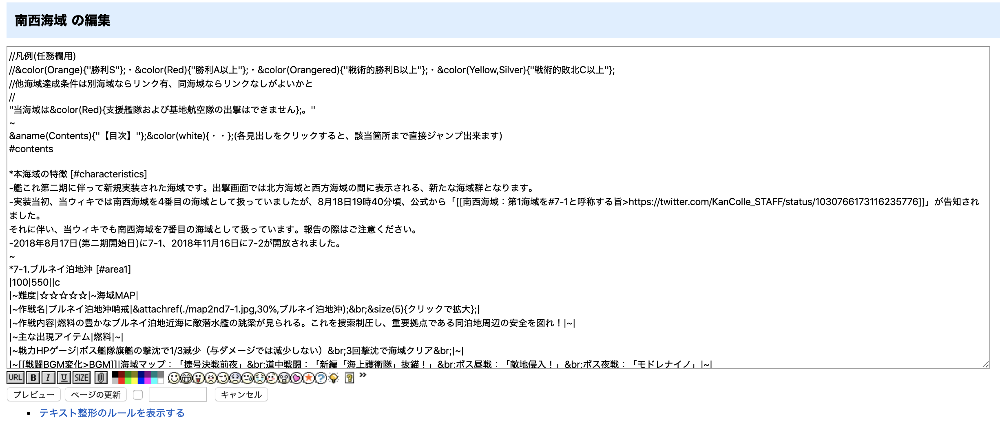 南西海域 の編集
//凡例(任務欄用)
//&color(Orange){''勝利S''};・&color(Red){''勝利A以上''};・&color(Orangered){''戦術的勝利B以上''};・&color(Yellow,Silver){''戦術的敗北C以上''};
//他海域達成条件は別海域ならリンク有、同海域ならリンクなしがよいかと
//
''当海域は&color(Red){支援艦隊および基地航空隊の出撃はできません};。''
~
&aname(Contents){''【目次】''};&color(white){・・};(各見出しをクリックすると、該当箇所まで直接ジャンプ出来ます)
#contents
*本海域の特徴 [#characteristics]
-艦これ第二期に伴って新規実装された海域です。出撃画面では北方海域と西方海域の間に表示される、新たな海域群となります。
-実装当初、当ウィキでは南西海域を4番目の海域として扱っていましたが、8月18日19時40分頃、公式から「[[南西海域：第1海域を#7-1と呼称する旨>https://twitter.com/KanColle_STAFF/status/1030766173116235776]]」が告知され
ました。
それに伴い、当ウィキでも南西海域を7番目の海域として扱っています。報告の際はご注意ください。
-2018年8月17日(第二期開始日)に7-1、2018年11月16日に7-2が開放されました。
~
*7-1.ブルネイ泊地沖 [#area1]
|100|550||c
|~難度|☆☆☆☆☆|~海域MAP|
|~作戦名|ブルネイ泊地沖哨戒|&attachref(./map2nd7-1.jpg,30%,ブルネイ泊地沖);&br;&size(5){クリックで拡大};|
|~作戦内容|燃料の豊かなブルネイ泊地近海に敵潜水艦の跳梁が見られる。これを捜索制圧し、重要拠点である同泊地周辺の安全を図れ！|~|
|~主な出現アイテム|燃料|~|
|~戦力HPゲージ|ボス艦隊旗艦の撃沈で1/3減少（与ダメージでは減少しない）&br;3回撃沈で海域クリア&br;|~|
|~[[戦闘BGM変化>BGM]]|海域マップ：「捷号決戦前夜」&br;道中戦闘：「新編「海上護衛隊」抜錨！」&br;ボス昼戦：「敵地侵入！」&br;ボス夜戦：「モドレナイノ」|~|
URL B I U SIZE
プレビュー ページの更新 キャンセル
テキスト整形のルールを表示する